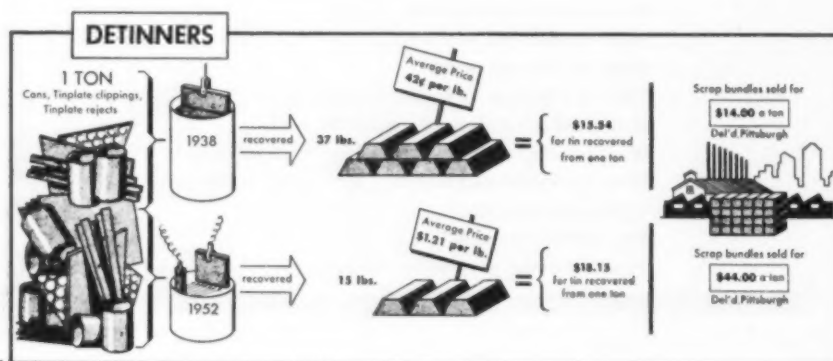 DETINNERS
1 TON
Cans, Tinplate clippings,
Tinplate rejects
1938
recovered
37 lbs.
Average Price
42¢ per lb.
=
$15.54
for tin recovered
from one ton
Scrap bundles sold for
$14.00 a ton
Del'd.Pittsburgh
1952
recovered
15 lbs.
Average Price
$1.21 per lb.
=
$18.15
for tin recovered
from one ton
Scrap bundles sold for
$44.00 a ton
Del'd.Pittsburgh